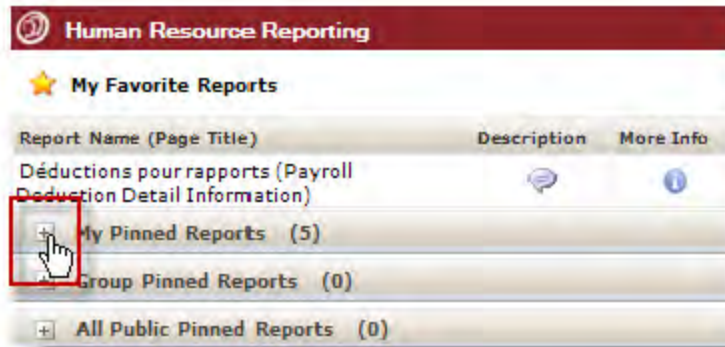 Human Resource Reporting
My Favorite Reports
Report Name (Page Title) Description More Info
Déductions pour rapports (Payroll
Deduction Detail Information)
My Pinned Reports (5)
Group Pinned Reports (0)
All Public Pinned Reports (0)